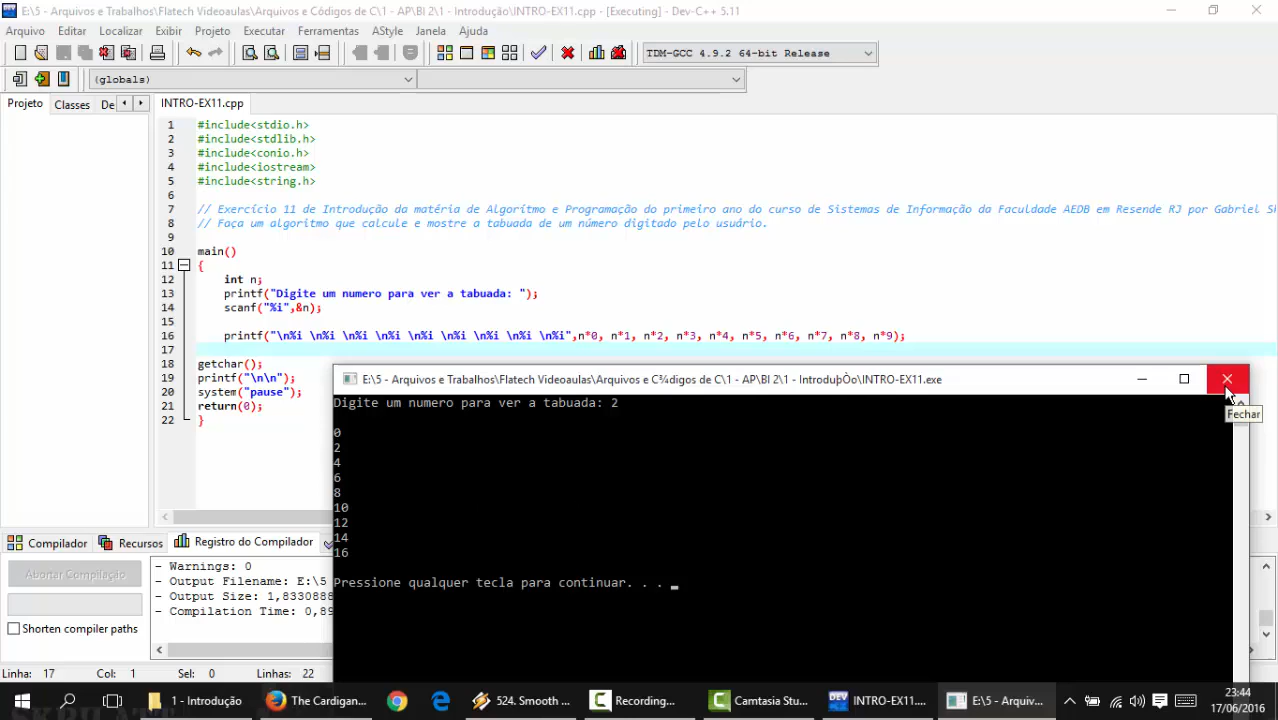 E:\5 - Arquivos e Trabalhos\Flatech Videoaulas\Arquivos e Códigos de C\1 - AP\BI 2\1 - Introdução\INTRO-EX11.cpp - [Executing] - Dev-C++ 5.11
Arquivo Editar Localizar Exibir Projeto Executar Ferramentas AStyle Janela Ajuda
TDM-GCC 4.9.2 64-bit Release
(globals)
Projeto Classes De INTRO-EX11.cpp
1 #include<stdio.h>
2 #include<stdlib.h>
3 #include<conio.h>
4 #include<iostream>
5 #include<string.h>
6
7 // Exercício 11 de Introdução da matéria de Algorítmo e Programação do primeiro ano do curso de Sistemas de Informação da Faculdade AEDB em Resende RJ por Gabriel
8 // Faça um algoritmo que calcule e mostre a tabuada de um número digitado pelo usuário.
9
10 main()
11 {
12 int n;
13 printf("Digite um numero para ver a tabuada: ");
14 scanf("%i",&n);
15
16 printf("\n%i \n%i \n%i \n%i \n%i \n%i \n%i \n%i \n%i",n*0, n*1, n*2, n*3, n*4, n*5, n*6, n*7, n*8, n*9);
17
18 getchar();
19 printf("\n\n");
20 system("pause");
21 return(0);
22 }
E:\5 - Arquivos e Trabalhos\Flatech Videoaulas\Arquivos e C¾digos de C\1 - AP\BI 2\1 - IntroduþÒo\INTRO-EX11.exe
Fechar
Digite um numero para ver a tabuada: 2
0
2
4
6
8
10
12
14
16
Pressione qualquer tecla para continuar. . . _
Compilador Recursos Registro do Compilador
Abortar Compilação
Shorten compiler paths
- Warnings: 0
- Output Filename: E:\5
- Output Size: 1,8330888
- Compilation Time: 0,89
Linha: 17 Col: 1 Sel: 0 Linhas: 22
1 - Introdução The Cardigan... 524. Smooth ... Recording... Camtasia Stu... INTRO-EX11.... E:\5 - Arquiv...
23:44
17/06/2016